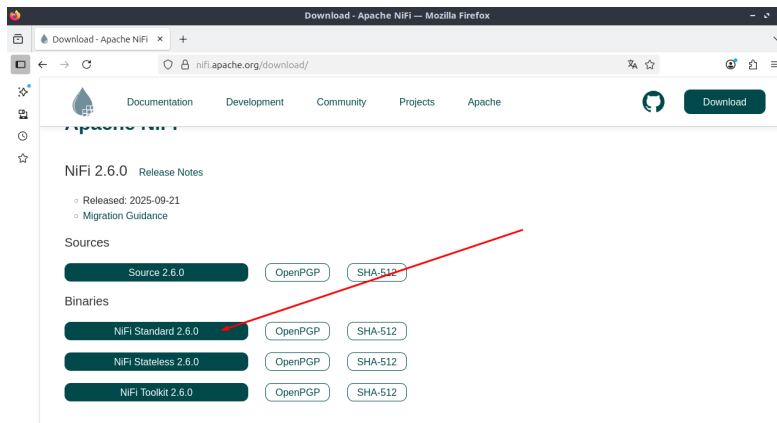 Download - Apache NiFi — Mozilla Firefox
Download - Apache NiFi
nifi.apache.org/download/
Documentation Development Community Projects Apache Download
Apache NiFi
NiFi 2.6.0 Release Notes
Released: 2025-09-21
Migration Guidance
Sources
Source 2.6.0 OpenPGP SHA-512
Binaries
NiFi Standard 2.6.0 OpenPGP SHA-512
NiFi Stateless 2.6.0 OpenPGP SHA-512
NiFi Toolkit 2.6.0 OpenPGP SHA-512